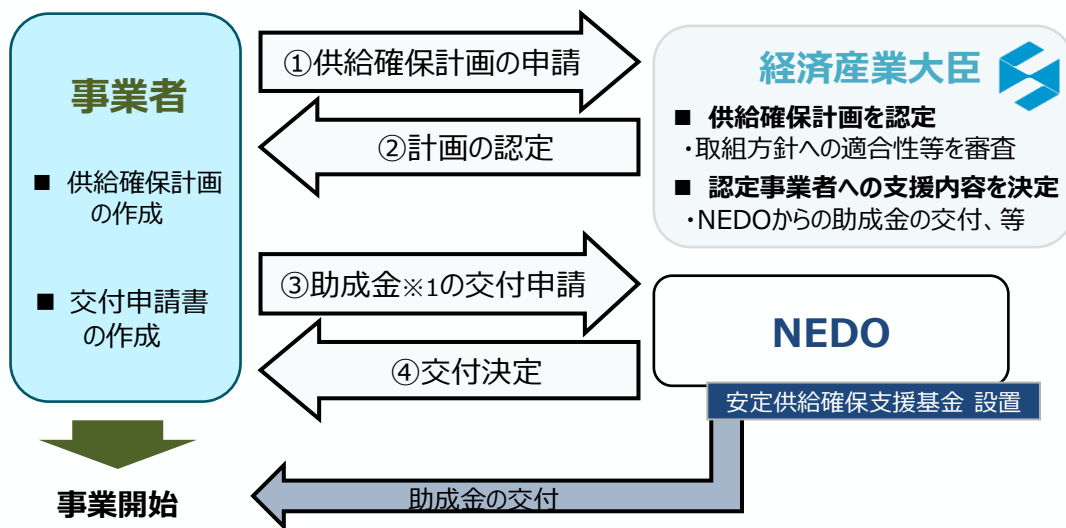 事業者
■ 供給確保計画
の作成
■ 交付申請書
の作成
事業開始
①供給確保計画の申請
②計画の認定
経済産業大臣
■ 供給確保計画を認定
・取組方針への適合性等を審査
■ 認定事業者への支援内容を決定
・NEDOからの助成金の交付、等
③助成金※1の交付申請
④交付決定
NEDO
安定供給確保支援基金 設置
助成金の交付